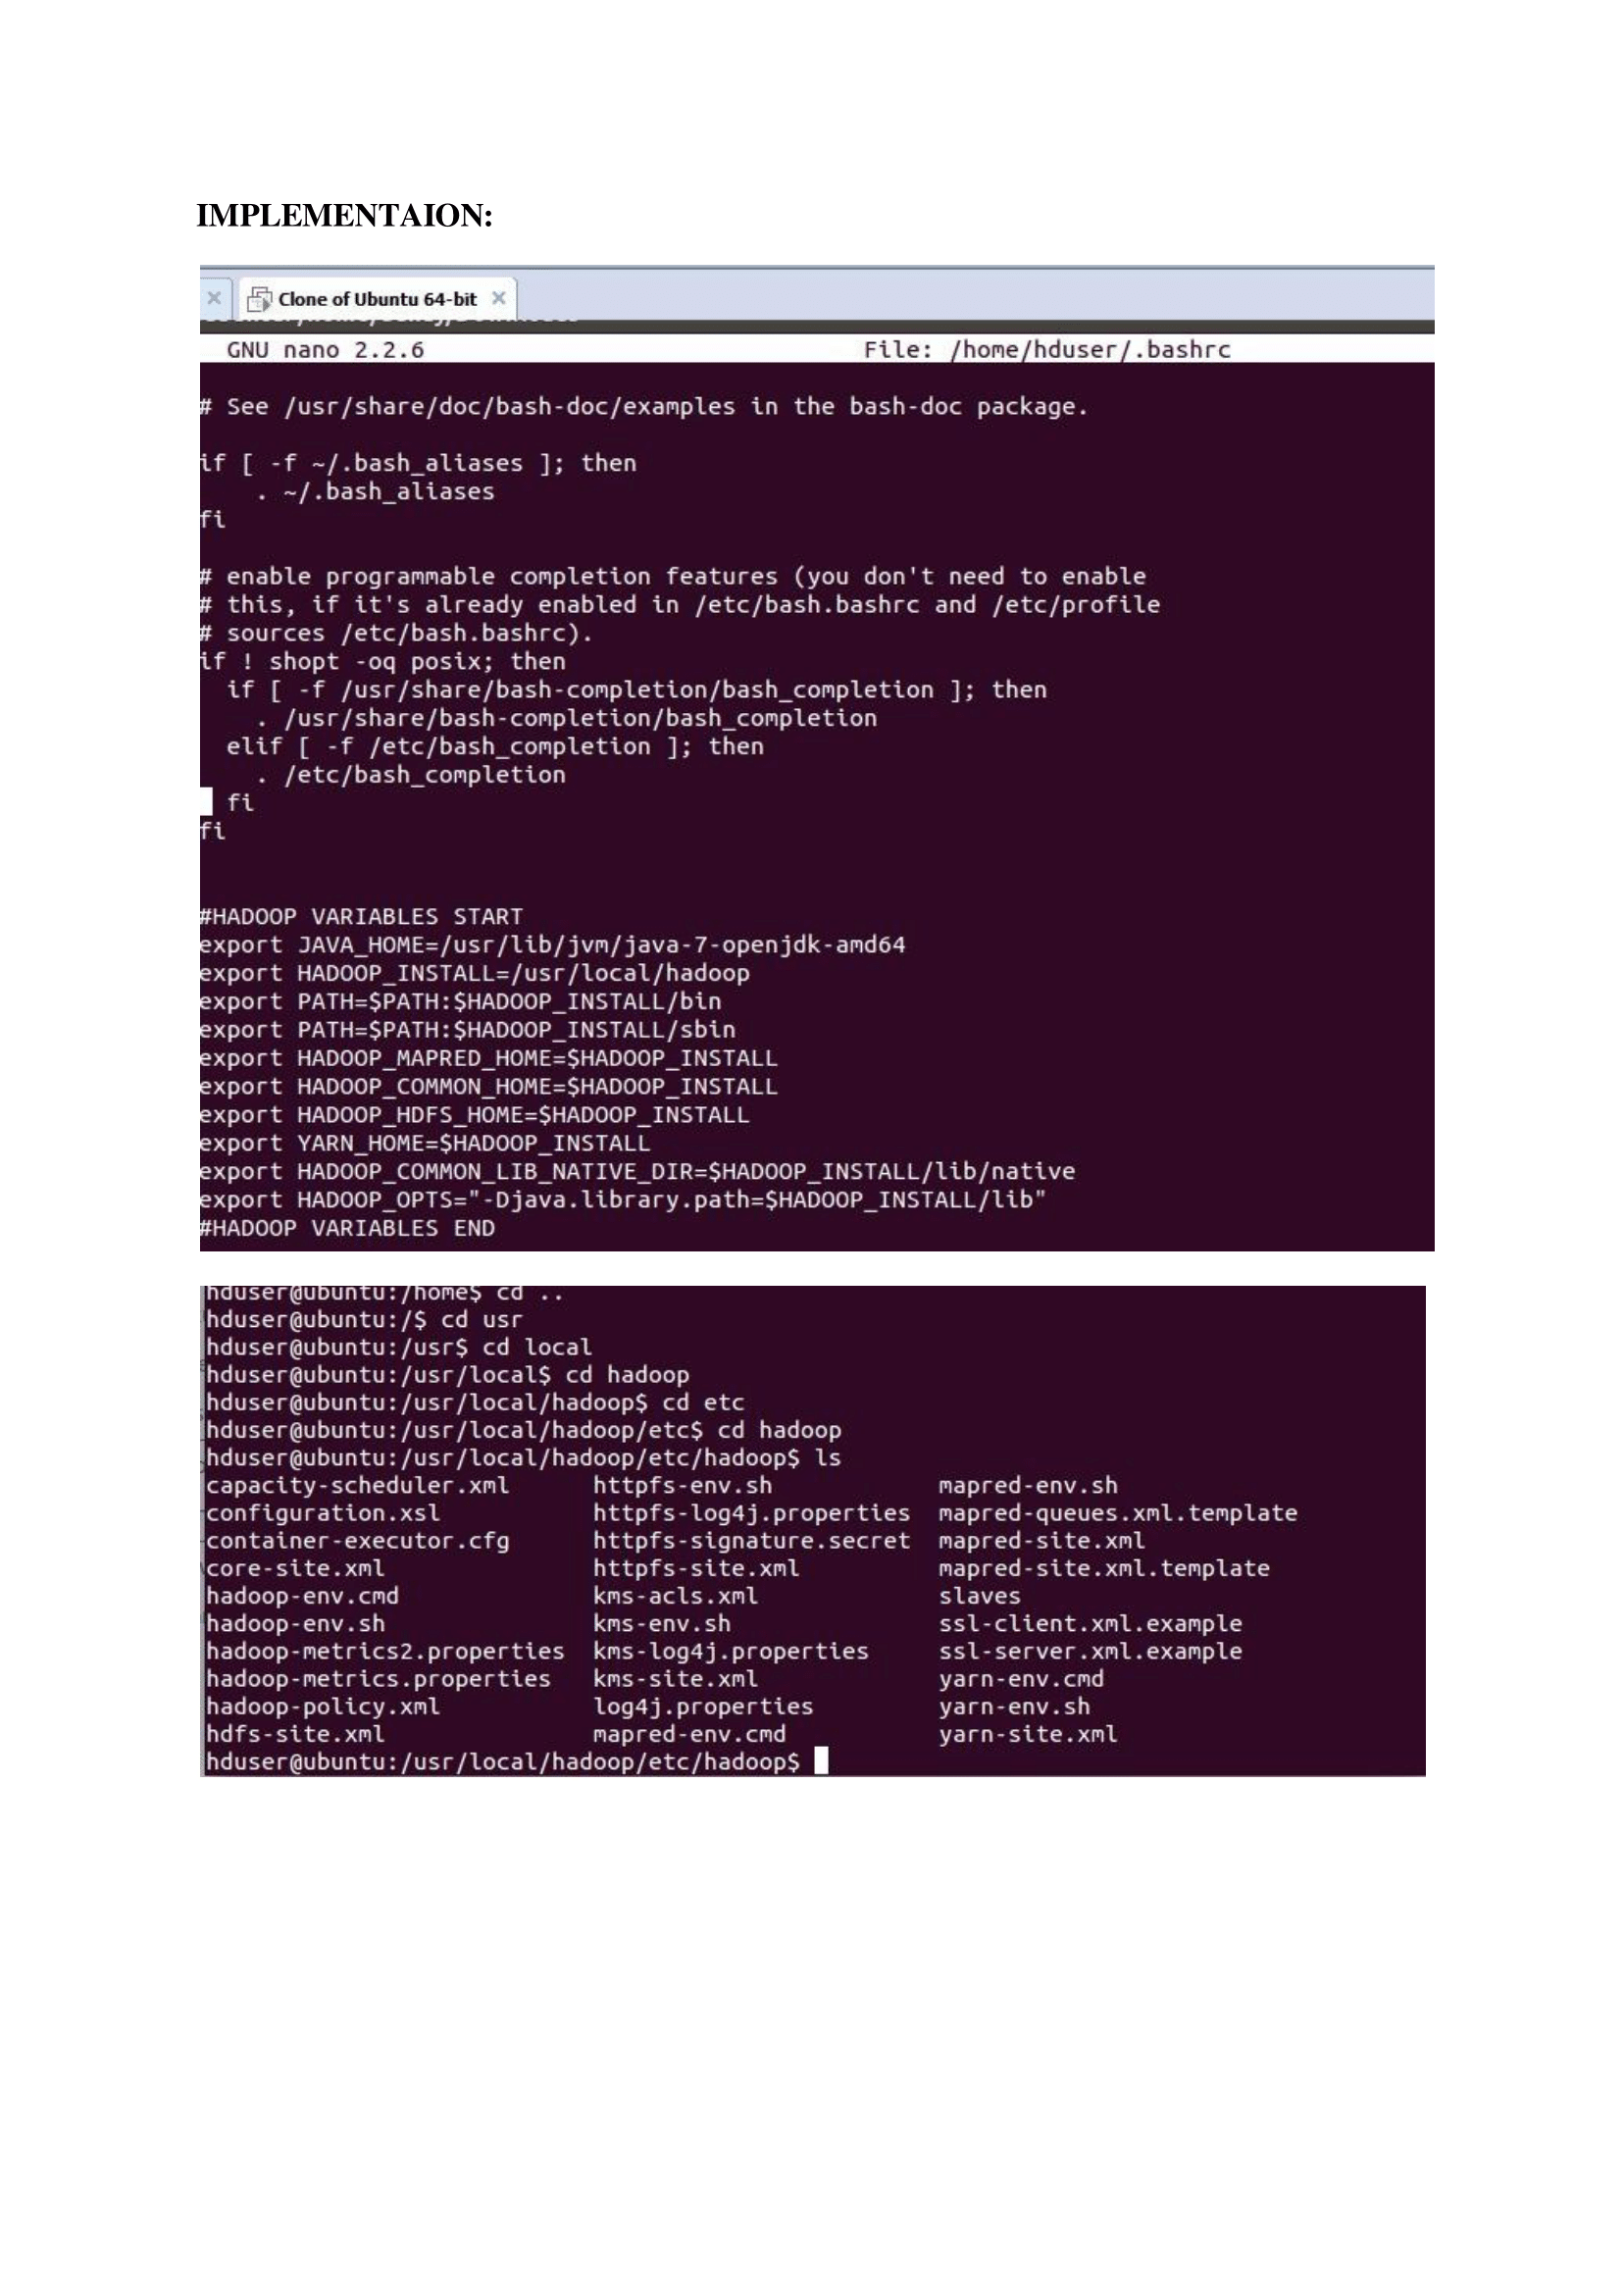 IMPLEMENTAION:
Clone of Ubuntu 64-bit
GNU nano 2.2.6 File: /home/hduser/.bashrc
# See /usr/share/doc/bash-doc/examples in the bash-doc package.
if [ -f ~/.bash_aliases ]; then
. ~/.bash_aliases
fi
# enable programmable completion features (you don't need to enable
# this, if it's already enabled in /etc/bash.bashrc and /etc/profile
# sources /etc/bash.bashrc).
if ! shopt -oq posix; then
if [ -f /usr/share/bash-completion/bash_completion ]; then
. /usr/share/bash-completion/bash_completion
elif [ -f /etc/bash_completion ]; then
. /etc/bash_completion
fi
fi
#HADOOP VARIABLES START
export JAVA_HOME=/usr/lib/jvm/java-7-openjdk-amd64
export HADOOP_INSTALL=/usr/local/hadoop
export PATH=$PATH:$HADOOP_INSTALL/bin
export PATH=$PATH:$HADOOP_INSTALL/sbin
export HADOOP_MAPRED_HOME=$HADOOP_INSTALL
export HADOOP_COMMON_HOME=$HADOOP_INSTALL
export HADOOP_HDFS_HOME=$HADOOP_INSTALL
export YARN_HOME=$HADOOP_INSTALL
export HADOOP_COMMON_LIB_NATIVE_DIR=$HADOOP_INSTALL/lib/native
export HADOOP_OPTS="-Djava.library.path=$HADOOP_INSTALL/lib"
#HADOOP VARIABLES END
hduser@ubuntu:/home$ cd ..
hduser@ubuntu:/$ cd usr
hduser@ubuntu:/usr$ cd local
hduser@ubuntu:/usr/local$ cd hadoop
hduser@ubuntu:/usr/local/hadoop$ cd etc
hduser@ubuntu:/usr/local/hadoop/etc$ cd hadoop
hduser@ubuntu:/usr/local/hadoop/etc/hadoop$ ls
capacity-scheduler.xml httpfs-env.sh mapred-env.sh
configuration.xsl httpfs-log4j.properties mapred-queues.xml.template
container-executor.cfg httpfs-signature.secret mapred-site.xml
core-site.xml httpfs-site.xml mapred-site.xml.template
hadoop-env.cmd kms-acls.xml slaves
hadoop-env.sh kms-env.sh ssl-client.xml.example
hadoop-metrics2.properties kms-log4j.properties ssl-server.xml.example
hadoop-metrics.properties kms-site.xml yarn-env.cmd
hadoop-policy.xml log4j.properties yarn-env.sh
hdfs-site.xml mapred-env.cmd yarn-site.xml
hduser@ubuntu:/usr/local/hadoop/etc/hadoop$